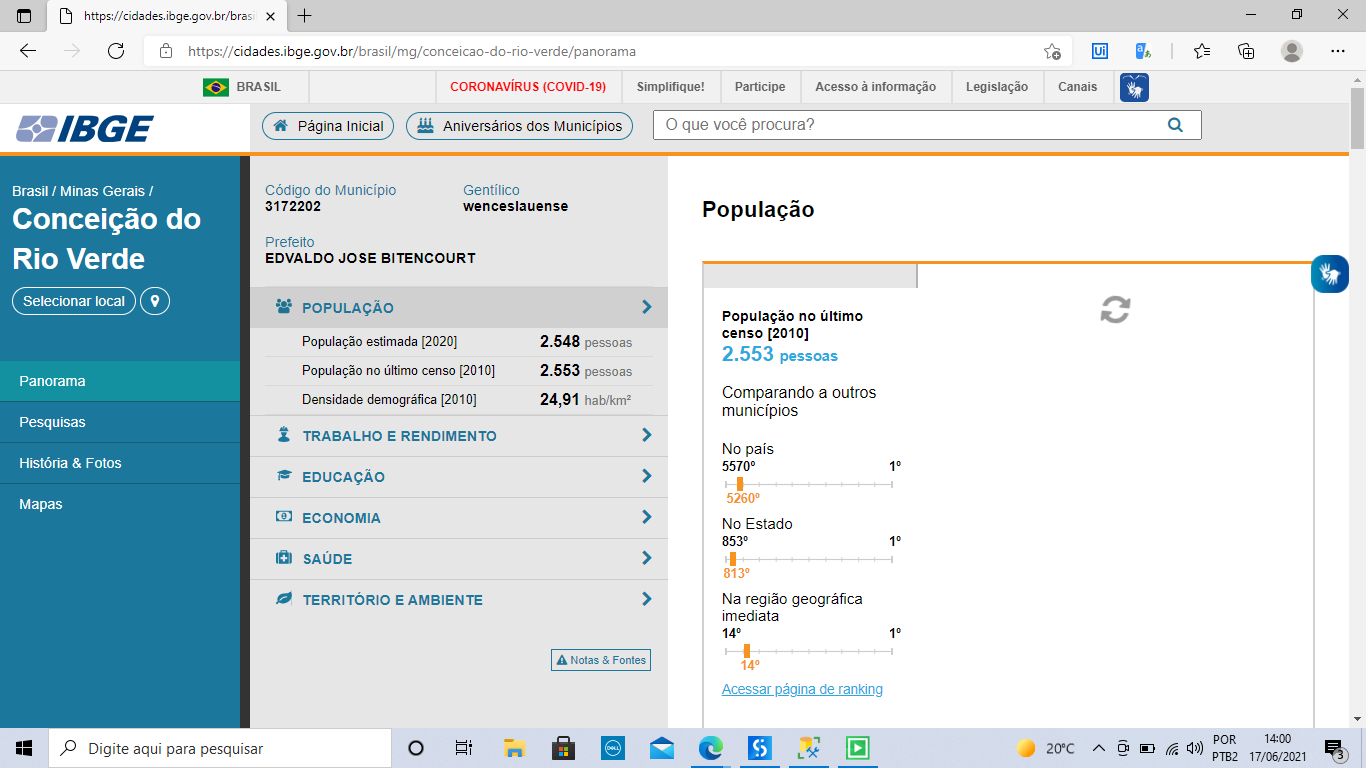 https://cidades.ibge.gov.br/brasi
https://cidades.ibge.gov.br/brasil/mg/conceicao-do-rio-verde/panorama
BRASIL
CORONAVÍRUS (COVID-19)
Simplifique!
Participe
Acesso à informação
Legislação
Canais
IBGE
Página Inicial
Aniversários dos Municípios
O que você procura?
Brasil / Minas Gerais /
Conceição do
Rio Verde
Selecionar local
Panorama
Pesquisas
História & Fotos
Mapas
Código do Município
3172202
Gentílico
wenceslauense
Prefeito
EDVALDO JOSE BITENCOURT
POPULAÇÃO
População estimada [2020] 2.548 pessoas
População no último censo [2010] 2.553 pessoas
Densidade demográfica [2010] 24,91 hab/km²
TRABALHO E RENDIMENTO
EDUCAÇÃO
ECONOMIA
SAÚDE
TERRITÓRIO E AMBIENTE
Notas & Fontes
População
População no último
censo [2010]
2.553 pessoas
Comparando a outros
municípios
No país
5570º 1º
5260º
No Estado
853º 1º
813º
Na região geográfica
imediata
14º 1º
14º
Acessar página de ranking
Digite aqui para pesquisar
20°C
POR
PTB2
14:00
17/06/2021
3